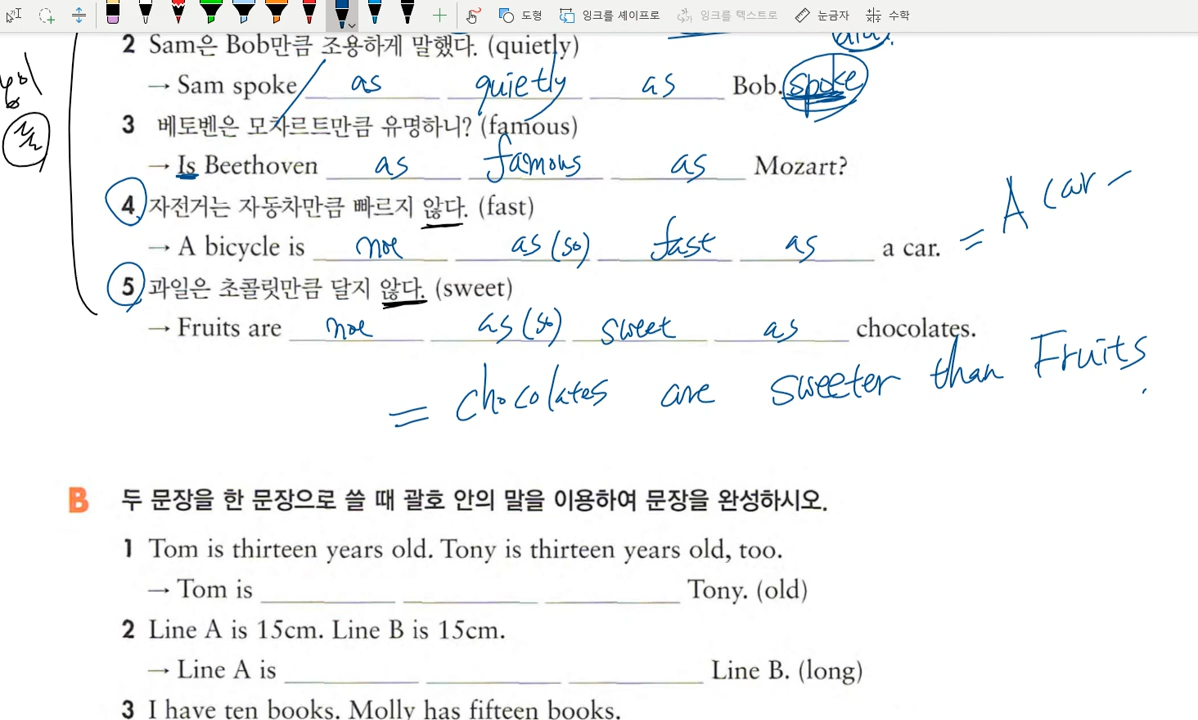 도형 잉크를 셰이프로 잉크를 텍스트로 눈금자 수학
2 Sam은 Bob만큼 조용하게 말했다. (quietly)
→ Sam spoke as quietly as Bob. spoke
3 베토벤은 모차르트만큼 유명하니? (famous)
→ Is Beethoven as famous as Mozart?
4 자전거는 자동차만큼 빠르지 않다. (fast)
→ A bicycle is not as (so) fast as a car. = A car -
5 과일은 초콜릿만큼 달지 않다. (sweet)
→ Fruits are not as (so) sweet as chocolates.
= chocolates are sweeter than Fruits.
B 두 문장을 한 문장으로 쓸 때 괄호 안의 말을 이용하여 문장을 완성하시오.
1 Tom is thirteen years old. Tony is thirteen years old, too.
→ Tom is Tony. (old)
2 Line A is 15cm. Line B is 15cm.
→ Line A is Line B. (long)
3 I have ten books. Molly has fifteen books.